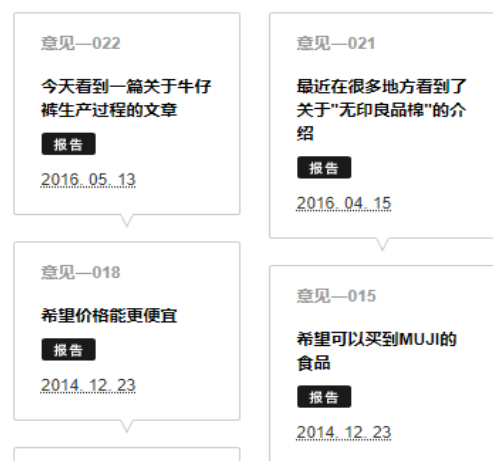 意见—022
今天看到一篇关于牛仔
裤生产过程的文章
报告
2016. 05. 13
意见—018
希望价格能更便宜
报告
2014. 12. 23
意见—021
最近在很多地方看到了
关于"无印良品棉"的介
绍
报告
2016. 04. 15
意见—015
希望可以买到MUJI的
食品
报告
2014. 12. 23